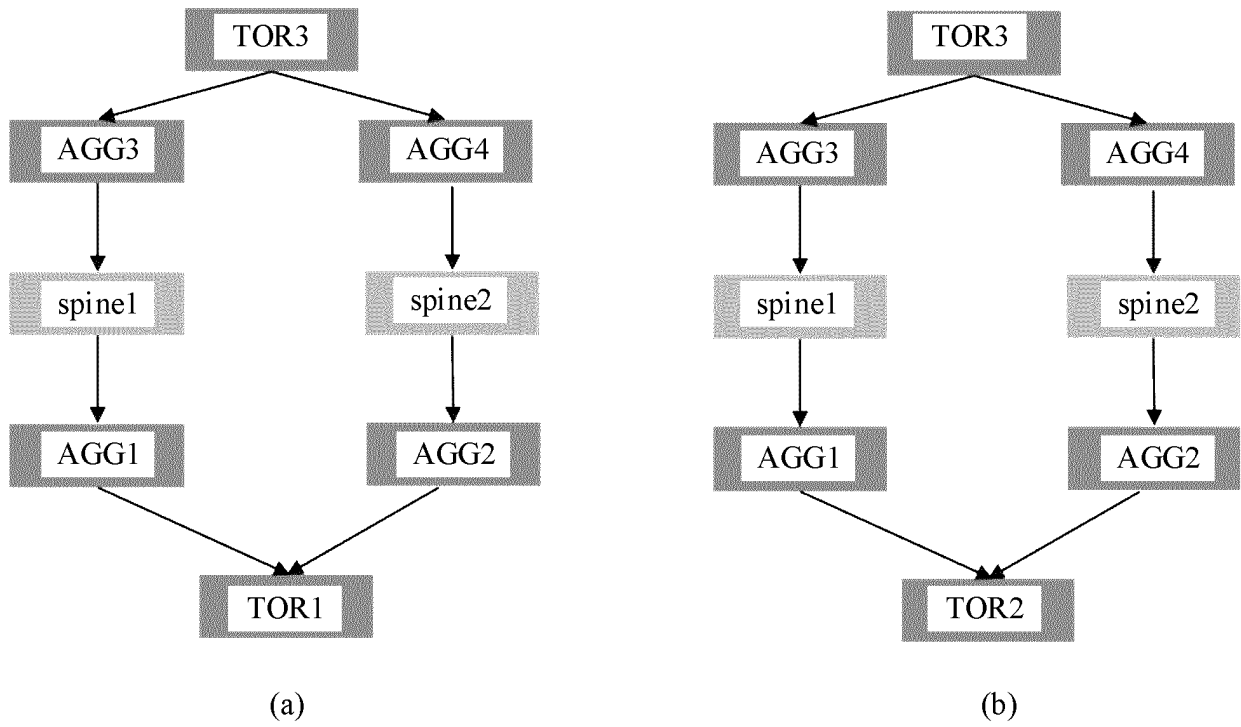 TOR3
AGG3
AGG4
spine1
spine2
AGG1
AGG2
TOR1
(a)
TOR3
AGG3
AGG4
spine1
spine2
AGG1
AGG2
TOR2
(b)